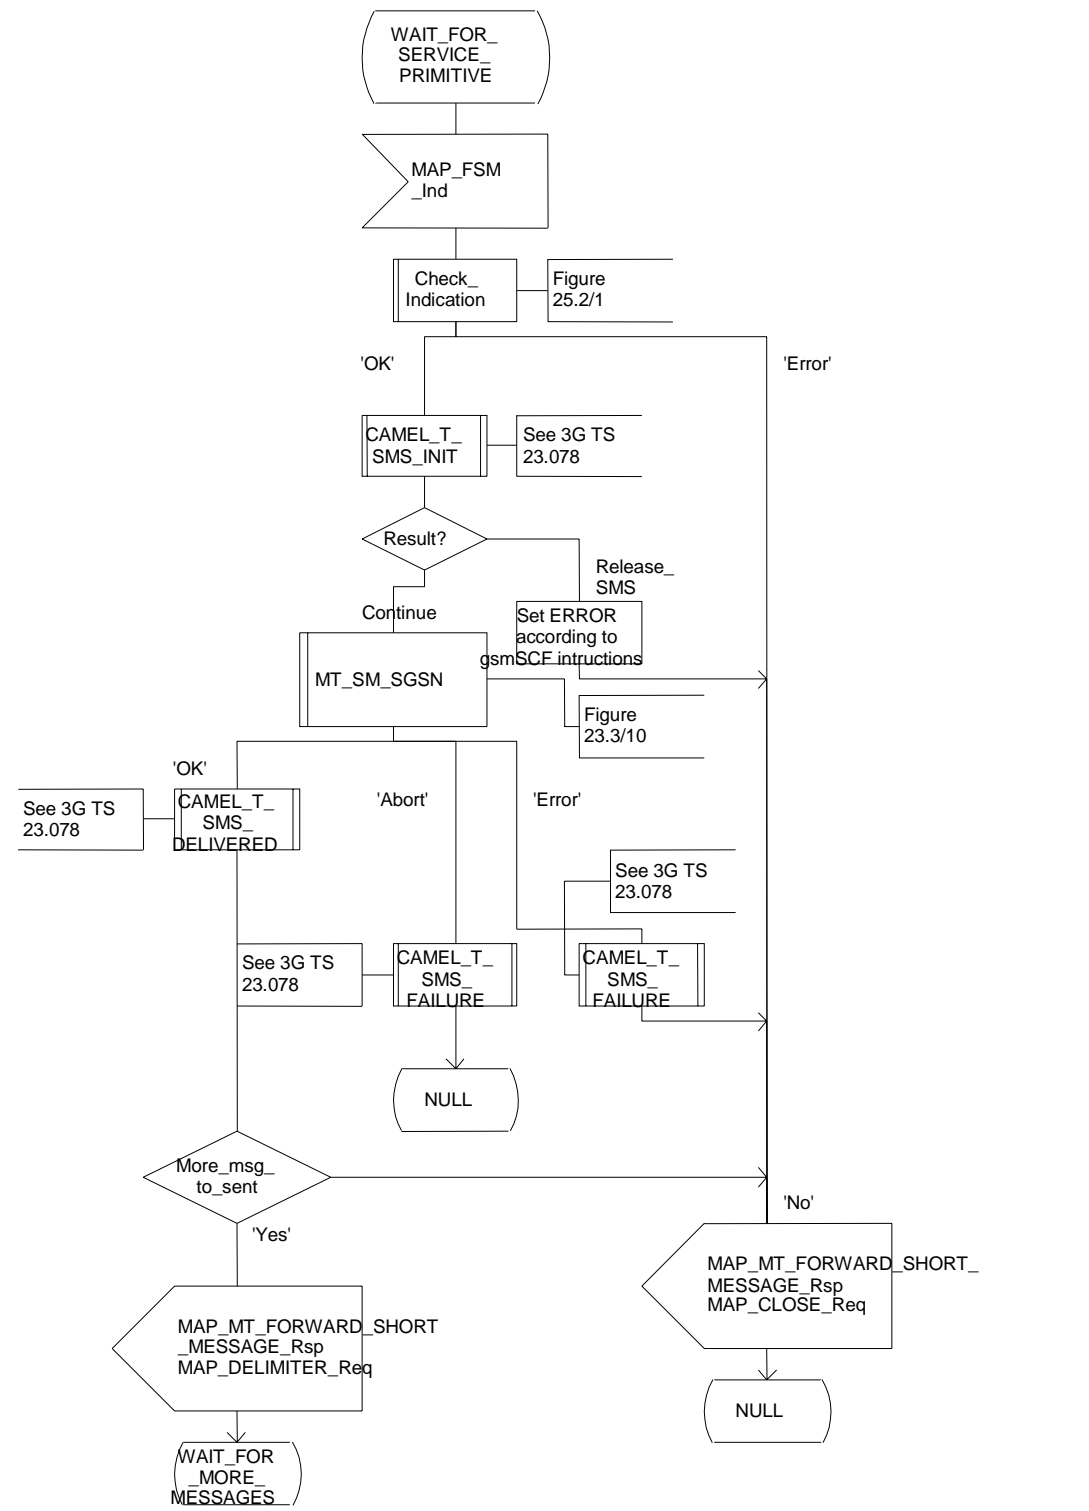 WAIT_FOR_
SERVICE_
PRIMITIVE
MAP_FSM
_Ind
Check_
Indication
Figure
25.2/1
'OK'
'Error'
CAMEL_T_
SMS_INIT
See 3G TS
23.078
Result?
Release_
SMS
Continue
Set ERROR
according to
gsmSCF intructions
MT_SM_SGSN
Figure
23.3/10
'OK'
'Abort'
'Error'
See 3G TS
23.078
CAMEL_T_
SMS_
DELIVERED
See 3G TS
23.078
See 3G TS
23.078
CAMEL_T_
SMS_
FAILURE
CAMEL_T_
SMS_
FAILURE
NULL
More_msg_
to_sent
'No'
'Yes'
MAP_MT_FORWARD_SHORT_
MESSAGE_Rsp
MAP_CLOSE_Req
MAP_MT_FORWARD_SHORT
_MESSAGE_Rsp
MAP_DELIMITER_Req
NULL
WAIT_FOR
_MORE_
MESSAGES